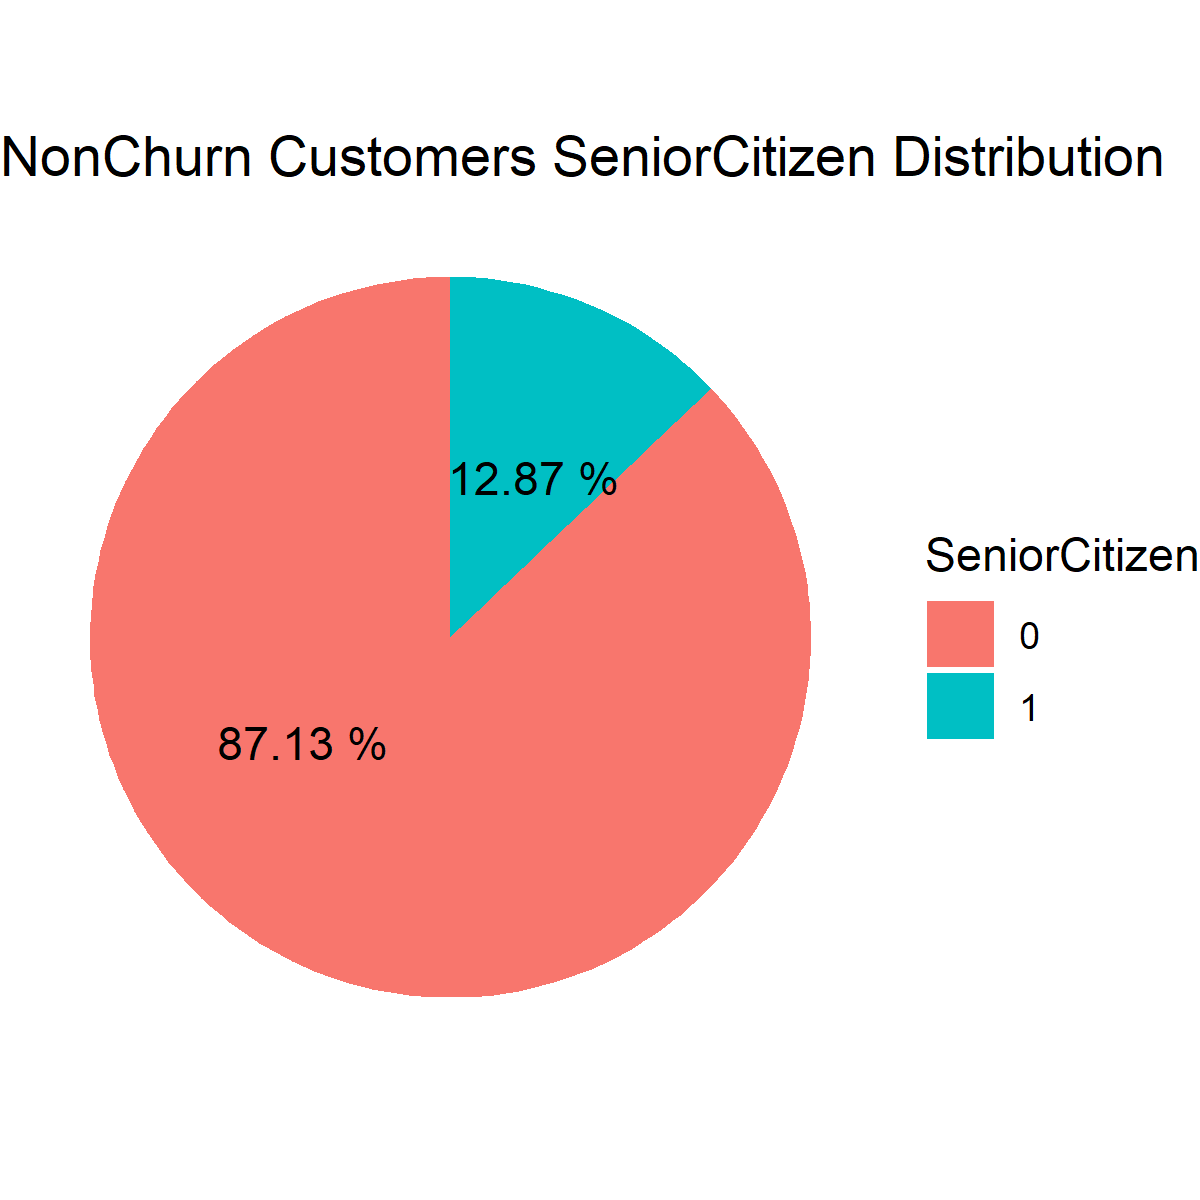 NonChurn Customers SeniorCitizen Distribution
12.87 %
87.13 %
SeniorCitizen
0
1